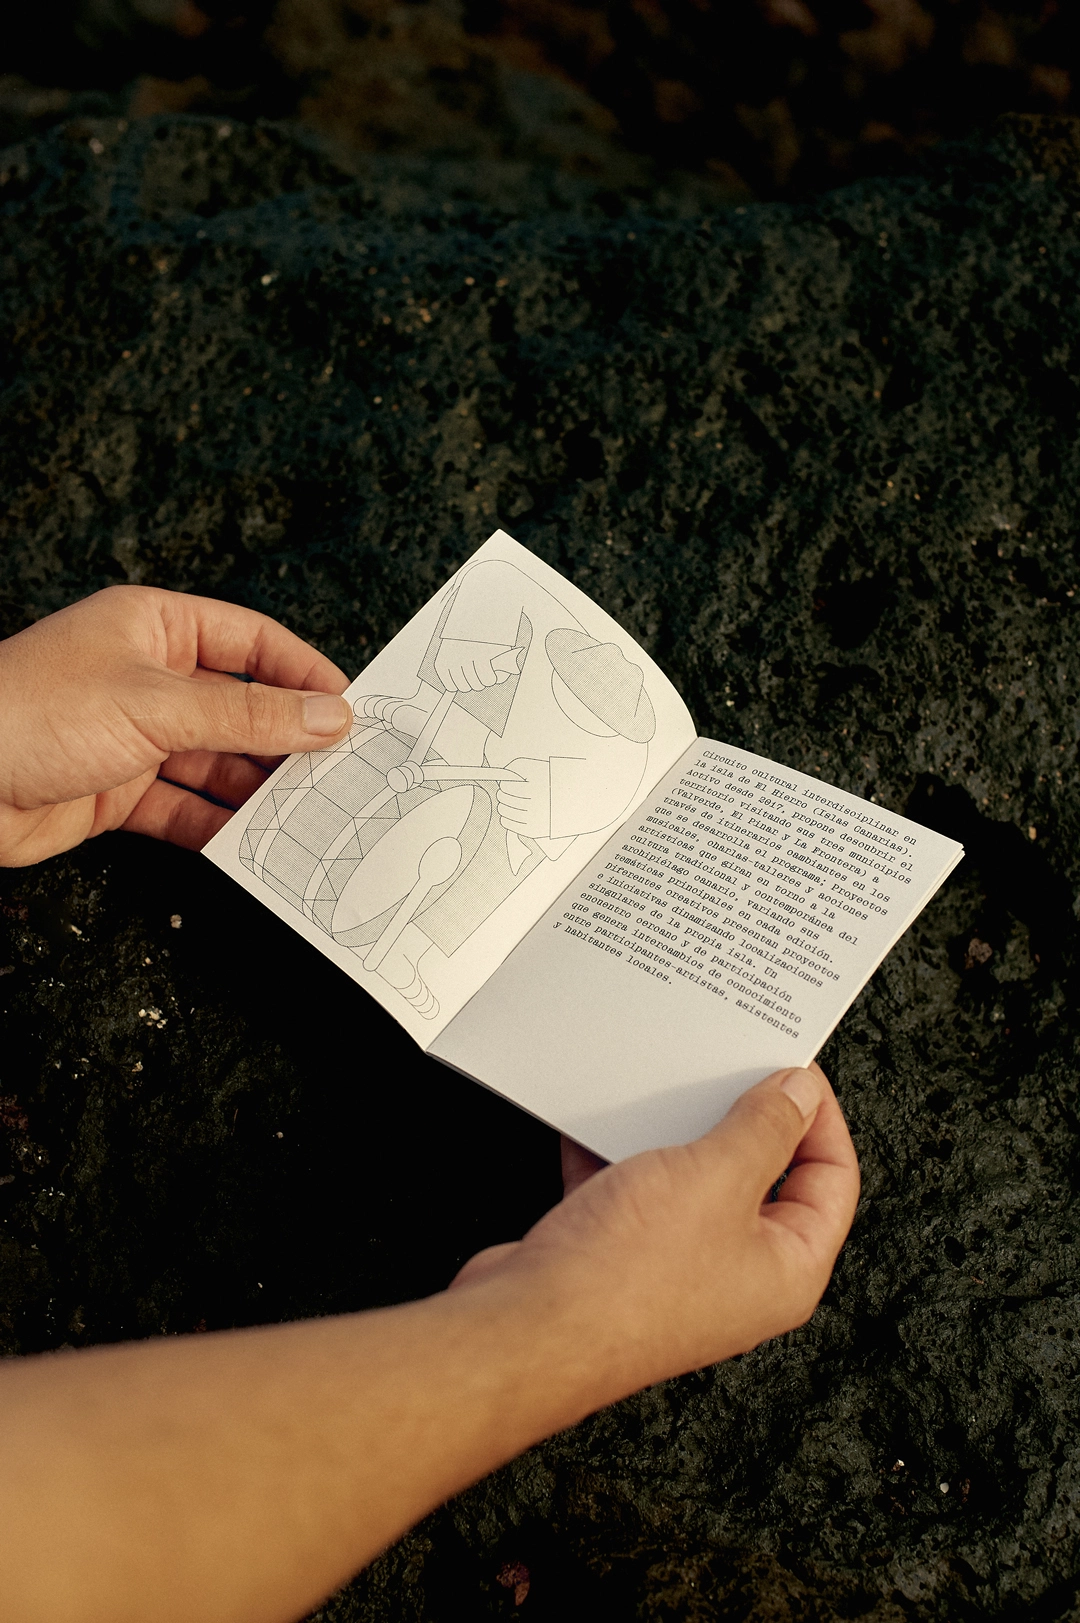 Circuito cultural interdisciplinar en
la isla de El Hierro (Islas Canarias).
Activo desde 2017, propone descubrir el
territorio visitando sus tres municipios
(Valverde, El Pinar y La Frontera) a
través de itinerarios cambiantes en los
que se desarrolla el programa; proyectos
musicales, charlas-talleres y acciones
artísticas que giran en torno a la
cultura tradicional y contemporánea del
archipiélago canario, variando sus
temáticas principales en cada edición.
Diferentes creativos presentan proyectos
e iniciativas dinamizando localizaciones
singulares de la propia isla. Un
encuentro cercano y de participación
que genera intercambios de conocimiento
entre participantes-artistas, asistentes
y habitantes locales.